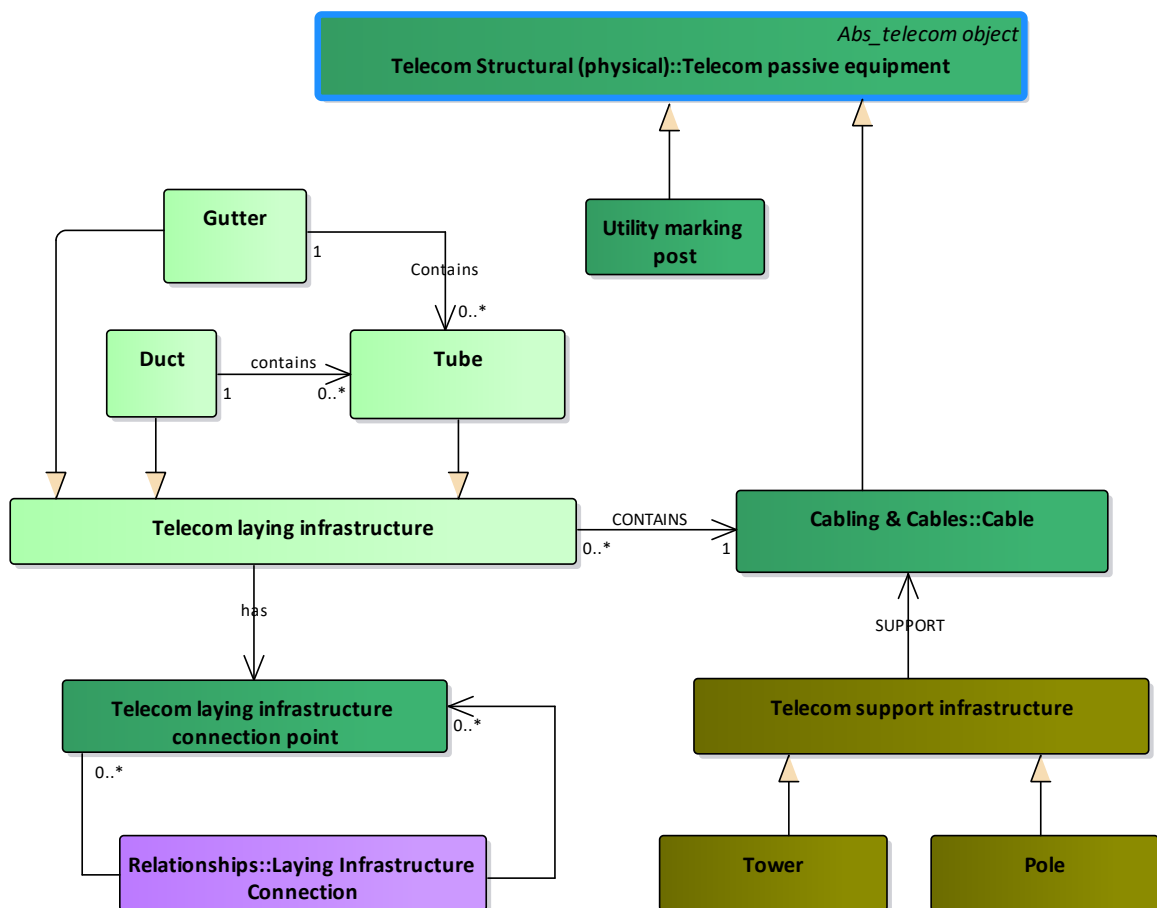 Abs_telecom object
Telecom Structural (physical)::Telecom passive equipment
Gutter
1
Contains
0..*
Utility marking
post
Duct
contains
1
0..*
Tube
Telecom laying infrastructure
CONTAINS
0..*
1
Cabling & Cables::Cable
has
SUPPORT
Telecom laying infrastructure
connection point
0..*
0..*
Telecom support infrastructure
Relationships::Laying Infrastructure
Connection
Tower
Pole